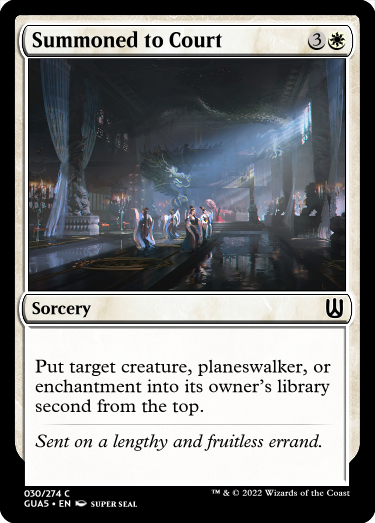 Summoned to Court 3
Sorcery
Put target creature, planeswalker, or
enchantment into its owner's library
second from the top.
Sent on a lengthy and fruitless errand.
030/274 C ™ & © 2022 Wizards of the Coast
GUA5 • EN SUPER SEAL